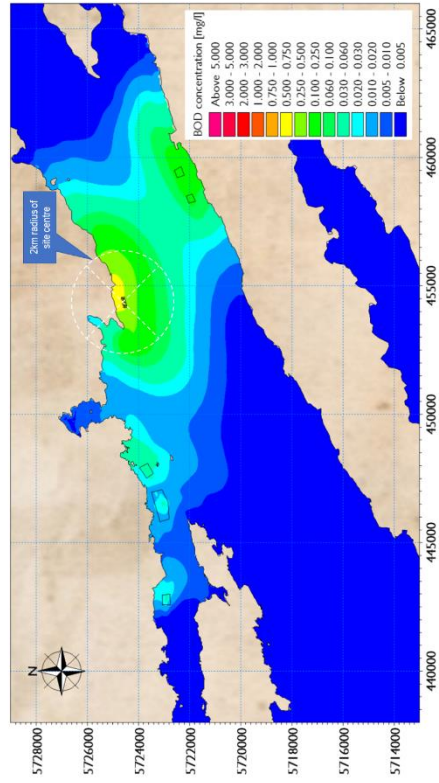 N
2km radius of
site centre
BOD concentration [mg/l]
Above 5.000
3.000 - 5.000
2.000 - 3.000
1.000 - 2.000
0.750 - 1.000
0.500 - 0.750
0.250 - 0.500
0.100 - 0.250
0.060 - 0.100
0.030 - 0.060
0.020 - 0.030
0.010 - 0.020
0.005 - 0.010
Below 0.005
5728000
5726000
5724000
5722000
5720000
5718000
5716000
5714000
440000
445000
450000
455000
460000
465000